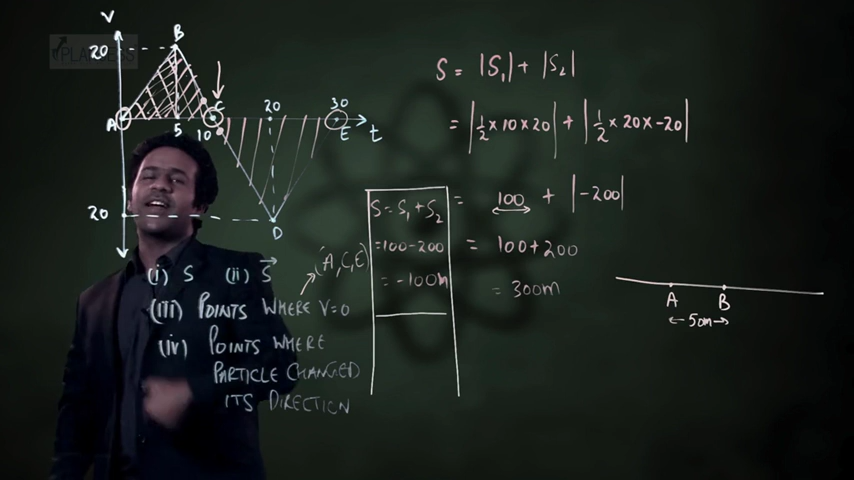 V
B
20
A
C
5
10
20
30
E
t
20
D
(i) S (ii) S
(A,C,E)
(iii) POINTS WHERE V=0
(iv) POINTS WHERE
PARTICLE CHANGED
ITS DIRECTION
S = |S₁| + |S₂|
= |1/2 × 10 × 20| + |1/2 × 20 × -20|
= 100 + |-200|
= 100 + 200
= 300m
S = S₁ + S₂
= 100 - 200
= -100m
A B
50m